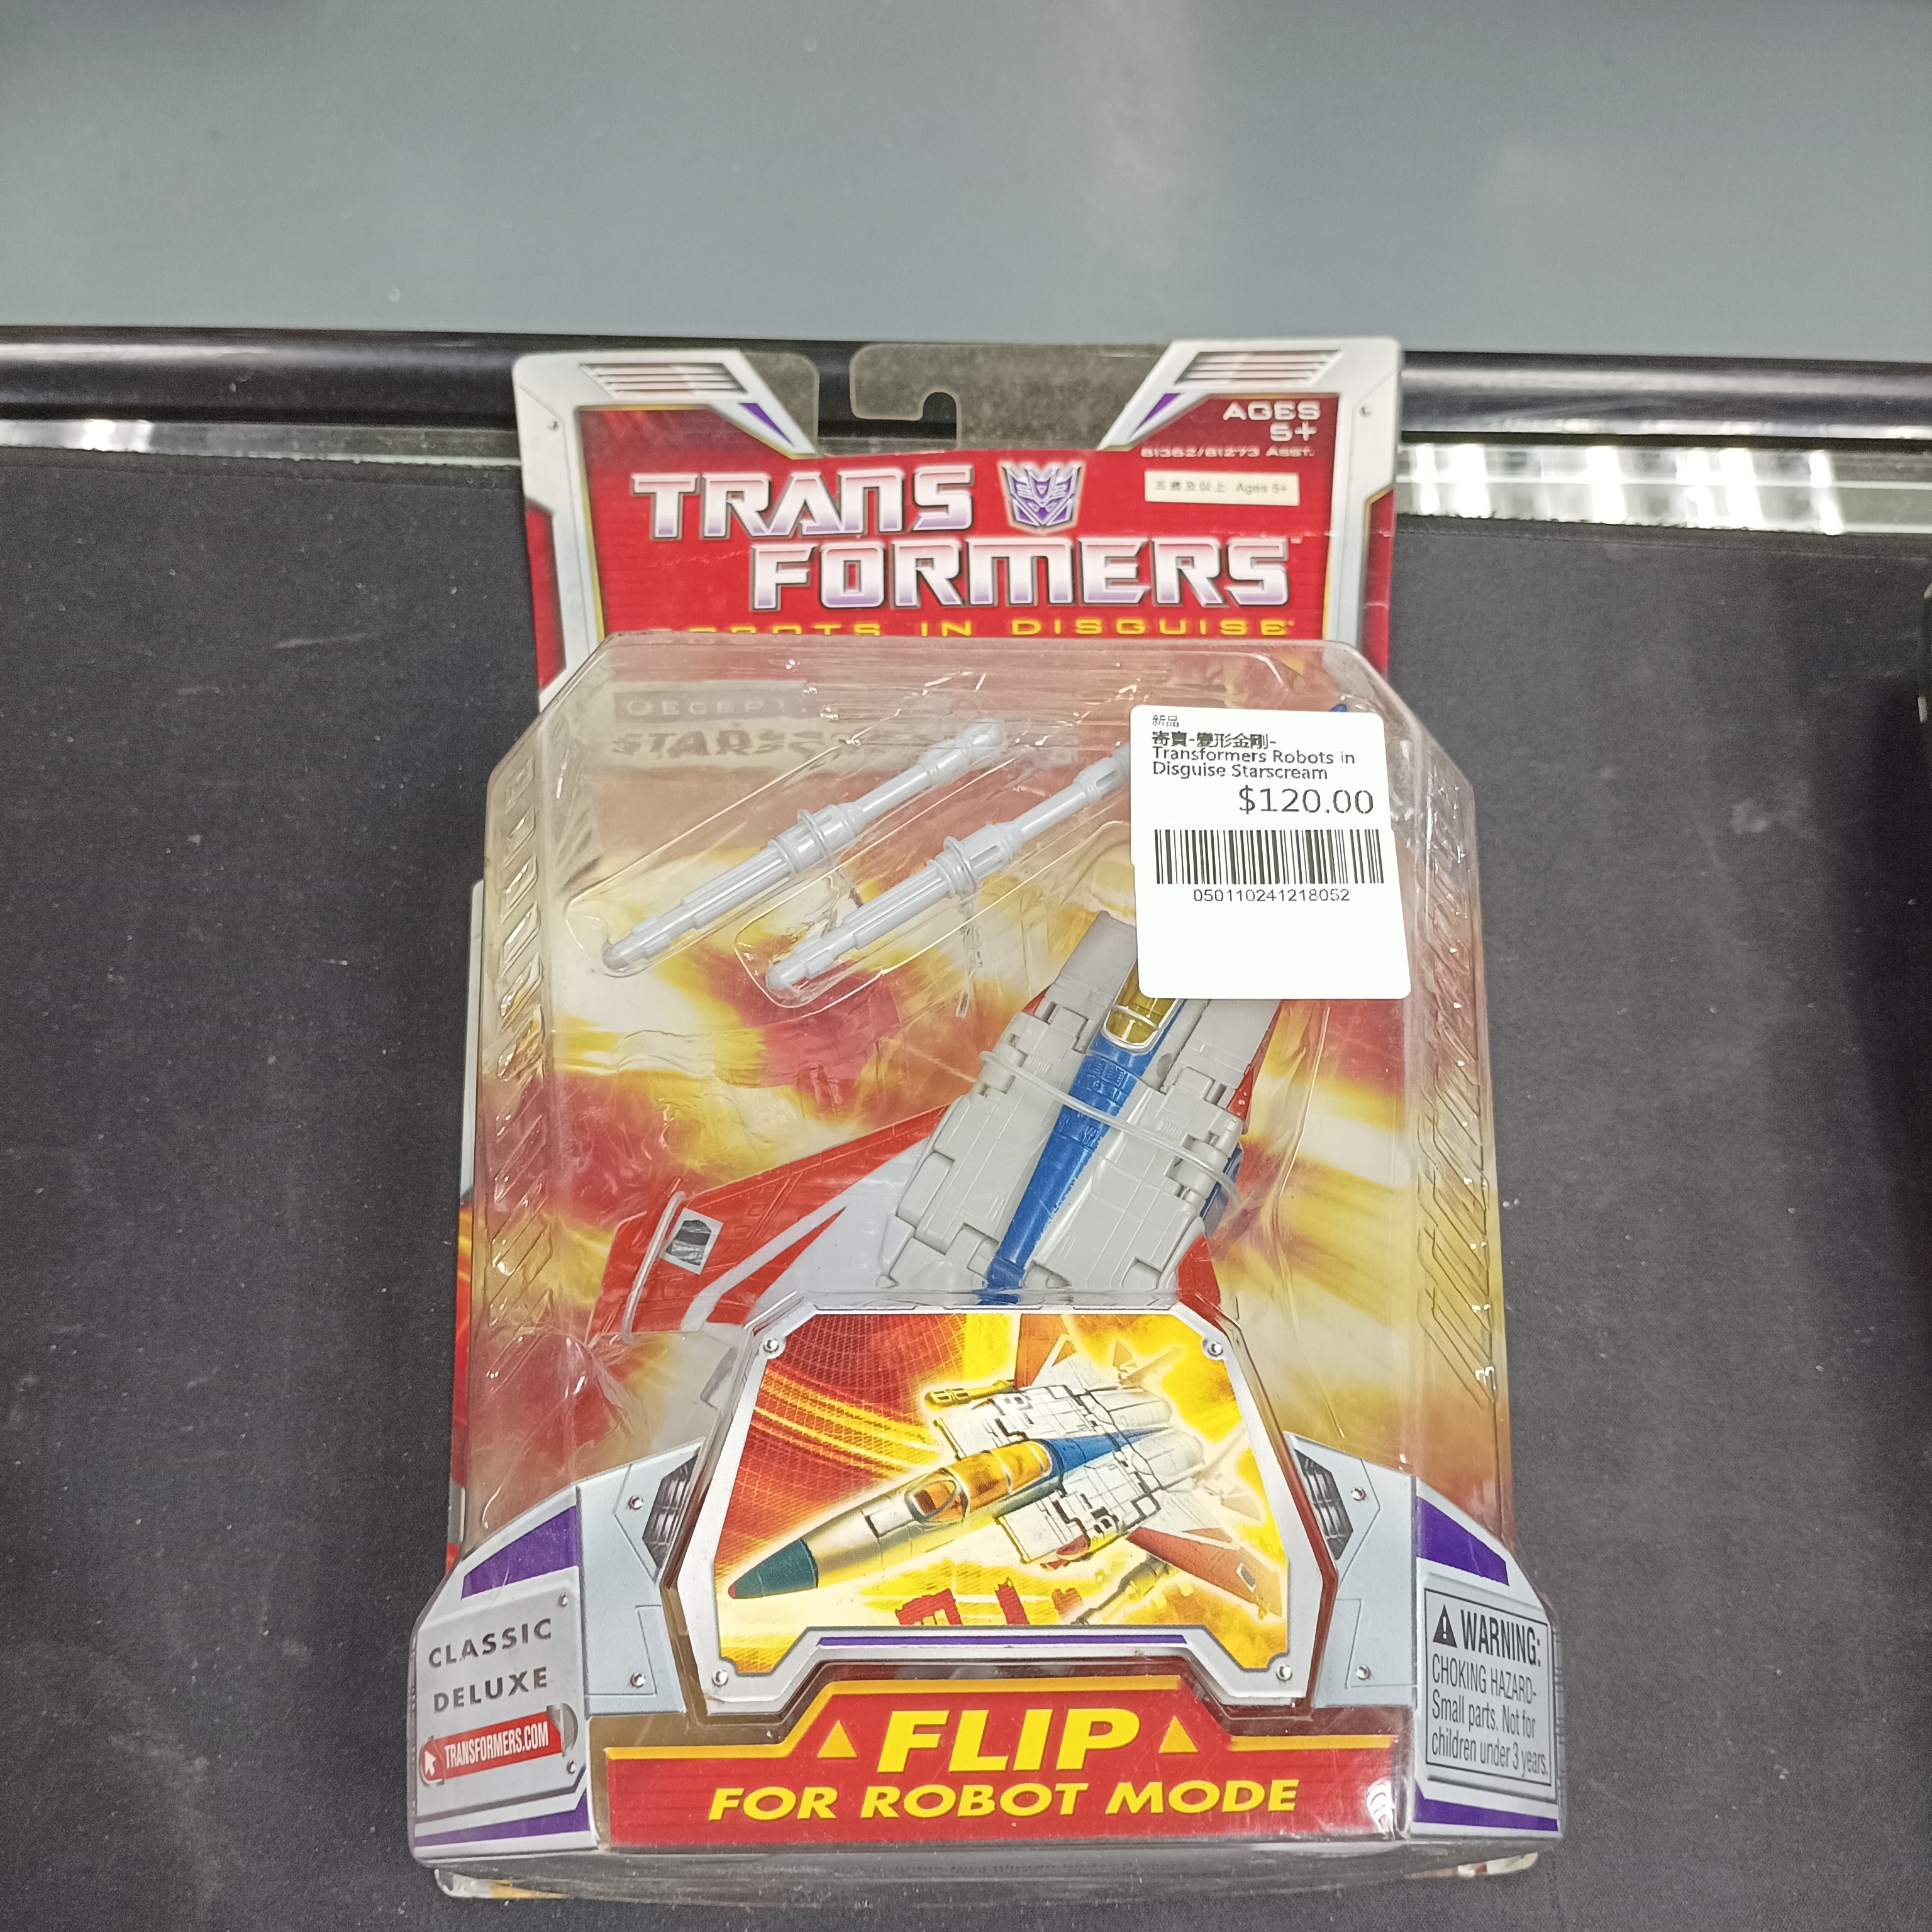 AGES
5+
81362/81273 ASST.
五歲及以上 Ages 5+
TRANS
FORMERS
ROBOTS IN DISGUISE
DECEPT
STARSC
新品
寄賣-變形金剛-
Transformers Robots in
Disguise Starscream
$120.00
050110241218052
CLASSIC
DELUXE
TRANSFORMERS.COM
FLIP
FOR ROBOT MODE
WARNING:
CHOKING HAZARD-
Small parts. Not for
children under 3 years.